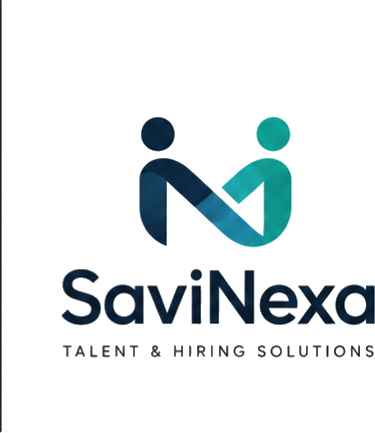 SaviNexa
TALENT & HIRING SOLUTIONS